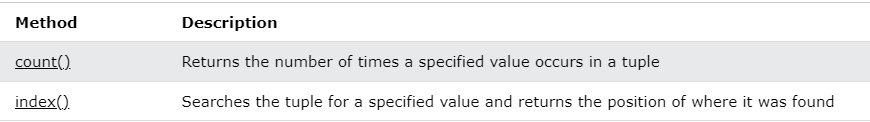 Method Description
count() Returns the number of times a specified value occurs in a tuple
index() Searches the tuple for a specified value and returns the position of where it was found